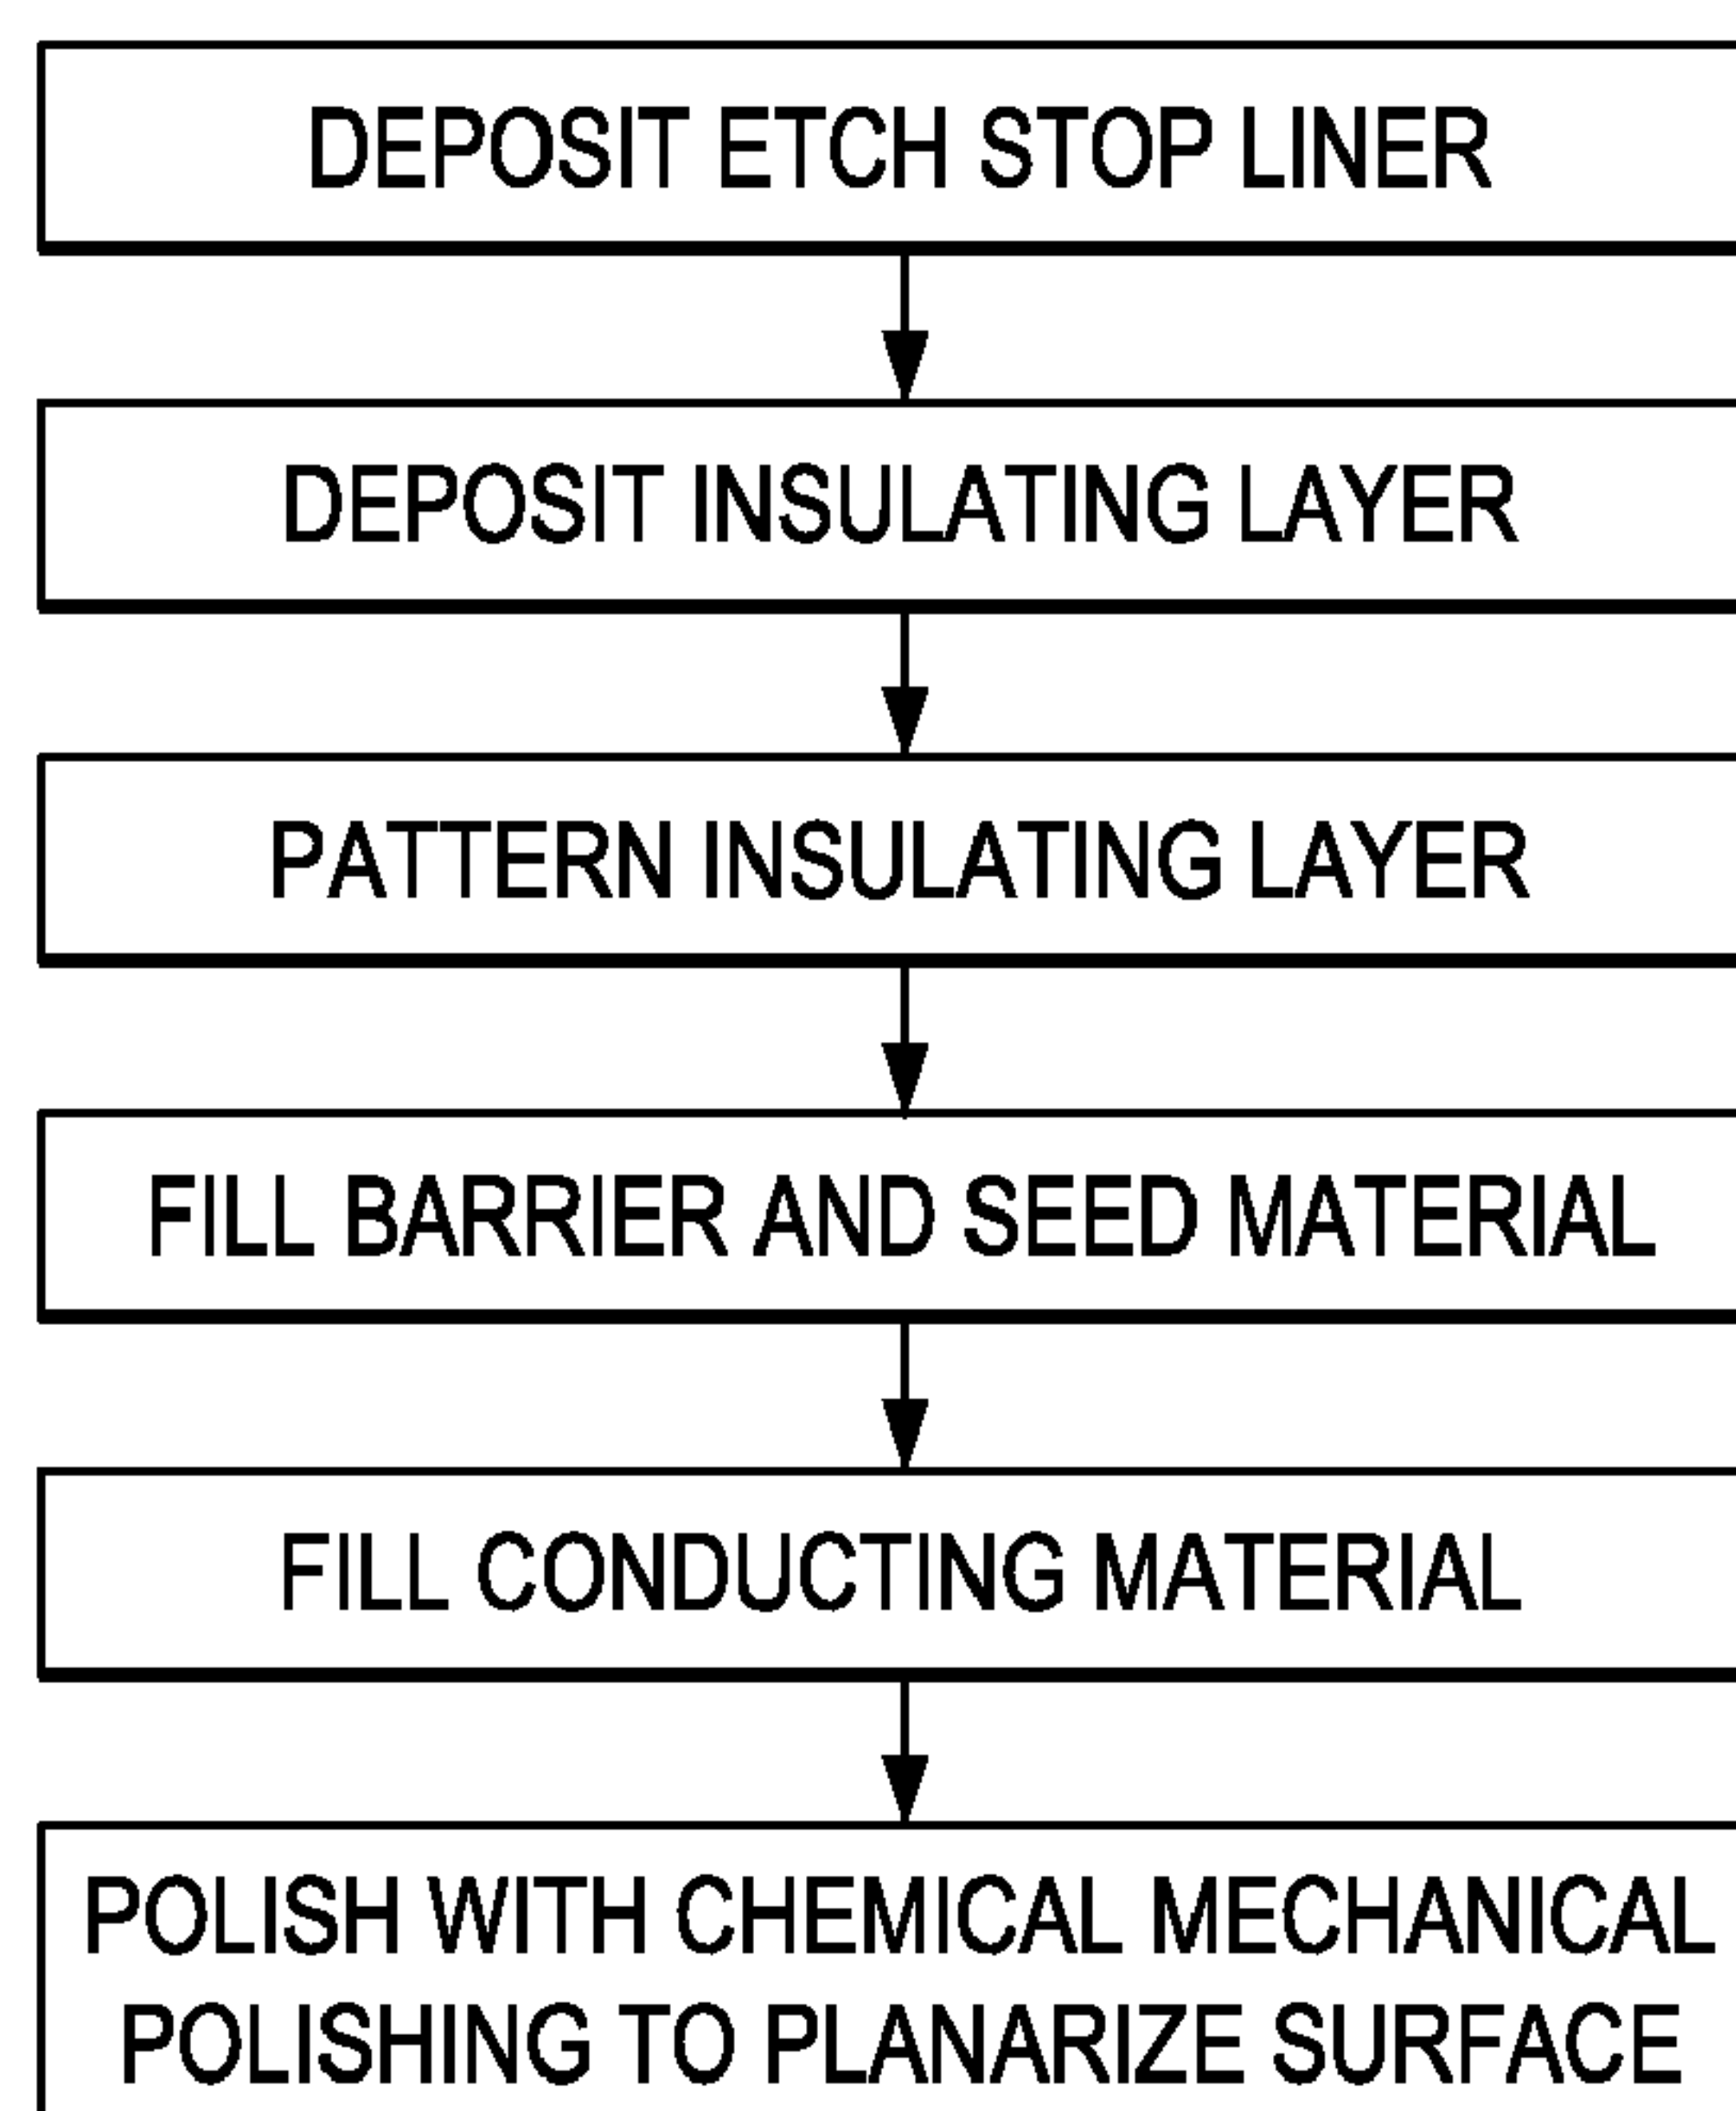 DEPOSIT ETCH STOP LINER
DEPOSIT INSULATING LAYER
PATTERN INSULATING LAYER
FILL BARRIER AND SEED MATERIAL
FILL CONDUCTING MATERIAL
POLISH WITH CHEMICAL MECHANICAL
POLISHING TO PLANARIZE SURFACE